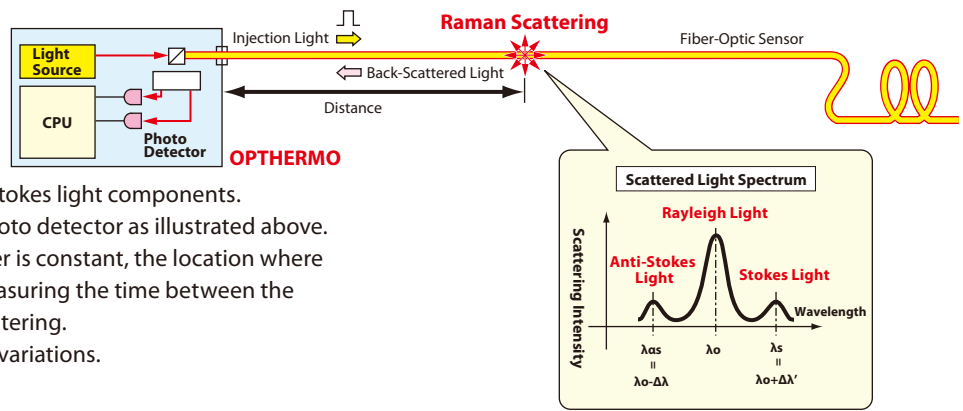 Raman Scattering
Injection Light
Fiber-Optic Sensor
Light
Source
Back-Scattered Light
Distance
CPU
Photo
Detector
OPTHERMO
tokes light components.
oto detector as illustrated above.
er is constant, the location where
asuring the time between the
tering.
variations.
Scattered Light Spectrum
Rayleigh Light
Scattering Intensity
Anti-Stokes
Light
Stokes Light
Wavelength
λαs
λo
λs
=
=
λo-Δλ
λo+Δλ'